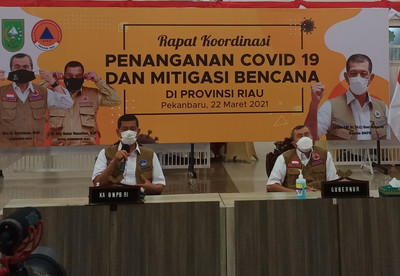 Rapat Koordinasi
PENANGANAN COVID 19
DAN MITIGASI BENCANA
DI PROVINSI RIAU
Pekanbaru, 22 Maret 2021
KA BNPB RI
GUBERNUR